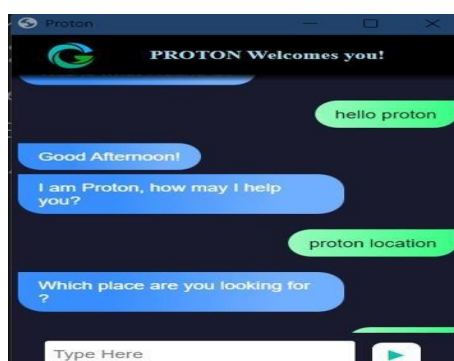 Proton
PROTON Welcomes you!
hello proton
Good Afternoon!
I am Proton, how may I help
you?
proton location
Which place are you looking for
?
Type Here